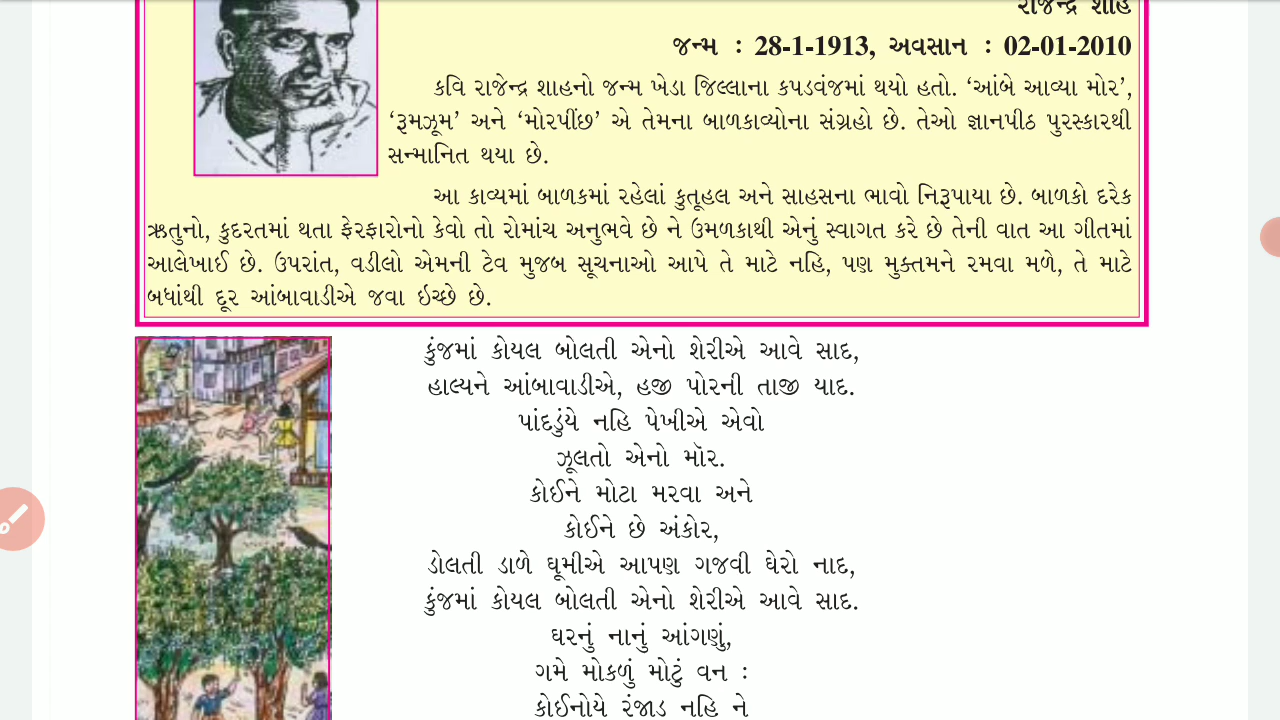 રાજેન્દ્ર શાહ
જન્મ : 28-1-1913, અવસાન : 02-01-2010
કવિ રાજેન્દ્ર શાહનો જન્મ ખેડા જિલ્લાના કપડવંજમાં થયો હતો. ‘આંબે આવ્યા મોર’,
‘રૂમઝૂમ’ અને ‘મોરપીંછ’ એ તેમના બાળકાવ્યોના સંગ્રહો છે. તેઓ જ્ઞાનપીઠ પુરસ્કારથી
સન્માનિત થયા છે.
આ કાવ્યમાં બાળકમાં રહેલાં કુતૂહલ અને સાહસના ભાવો નિરૂપાયા છે. બાળકો દરેક
ઋતુનો, કુદરતમાં થતા ફેરફારોનો કેવો તો રોમાંચ અનુભવે છે ને ઉમળકાથી એનું સ્વાગત કરે છે તેની વાત આ ગીતમાં
આલેખાઈ છે. ઉપરાંત, વડીલો એમની ટેવ મુજબ સૂચનાઓ આપે તે માટે નહિ, પણ મુક્તમને રમવા મળે, તે માટે
બધાંથી દૂર આંબાવાડીએ જવા ઇચ્છે છે.
કુંજમાં કોયલ બોલતી એનો શેરીએ આવે સાદ,
હાલ્યને આંબાવાડીએ, હજી પોરની તાજી યાદ.
પાંદડુંયે નહિ પેખીએ એવો
ઝૂલતો એનો મૉર.
કોઈને મોટા મરવા અને
કોઈને છે અંકોર,
ડોલતી ડાળે ઘૂમીએ આપણ ગજવી ઘેરો નાદ,
કુંજમાં કોયલ બોલતી એનો શેરીએ આવે સાદ.
ઘરનું નાનું આંગણું,
ગમે મોકળું મોટું વન :
કોઈનોયે રંજાડ નહિ ને